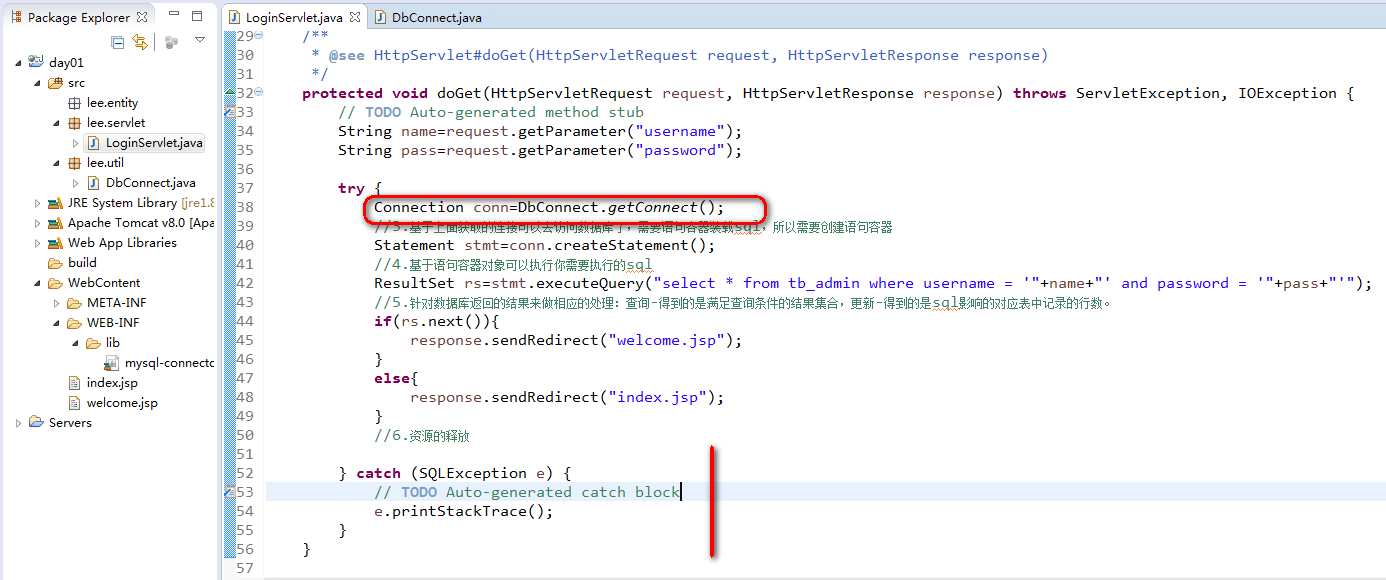 Package Explorer
day01
src
lee.entity
lee.servlet
LoginServlet.java
lee.util
DbConnect.java
JRE System Library [jre1.8
Apache Tomcat v8.0 [Apa
Web App Libraries
build
WebContent
META-INF
WEB-INF
lib
mysql-connecto
index.jsp
welcome.jsp
Servers
LoginServlet.java DbConnect.java
29 /**
30 * @see HttpServlet#doGet(HttpServletRequest request, HttpServletResponse response)
31 */
32 protected void doGet(HttpServletRequest request, HttpServletResponse response) throws ServletException, IOException {
33 // TODO Auto-generated method stub
34 String name=request.getParameter("username");
35 String pass=request.getParameter("password");
36
37 try {
38 Connection conn=DbConnect.getConnect();
39 //3.基于上面获取的连接可以去访问数据库了，需要语句容器装载sql，所以需要创建语句容器
40 Statement stmt=conn.createStatement();
41 //4.基于语句容器对象可以执行你需要执行的sql
42 ResultSet rs=stmt.executeQuery("select * from tb_admin where username = '"+name+"' and password = '"+pass+"'");
43 //5.针对数据库返回的结果来做相应的处理：查询-得到的是满足查询条件的结果集合，更新-得到的是sql影响的对应表中记录的行数。
44 if(rs.next()){
45 response.sendRedirect("welcome.jsp");
46 }
47 else{
48 response.sendRedirect("index.jsp");
49 }
50 //6.资源的释放
51
52 } catch (SQLException e) {
53 // TODO Auto-generated catch block
54 e.printStackTrace();
55 }
56 }
57